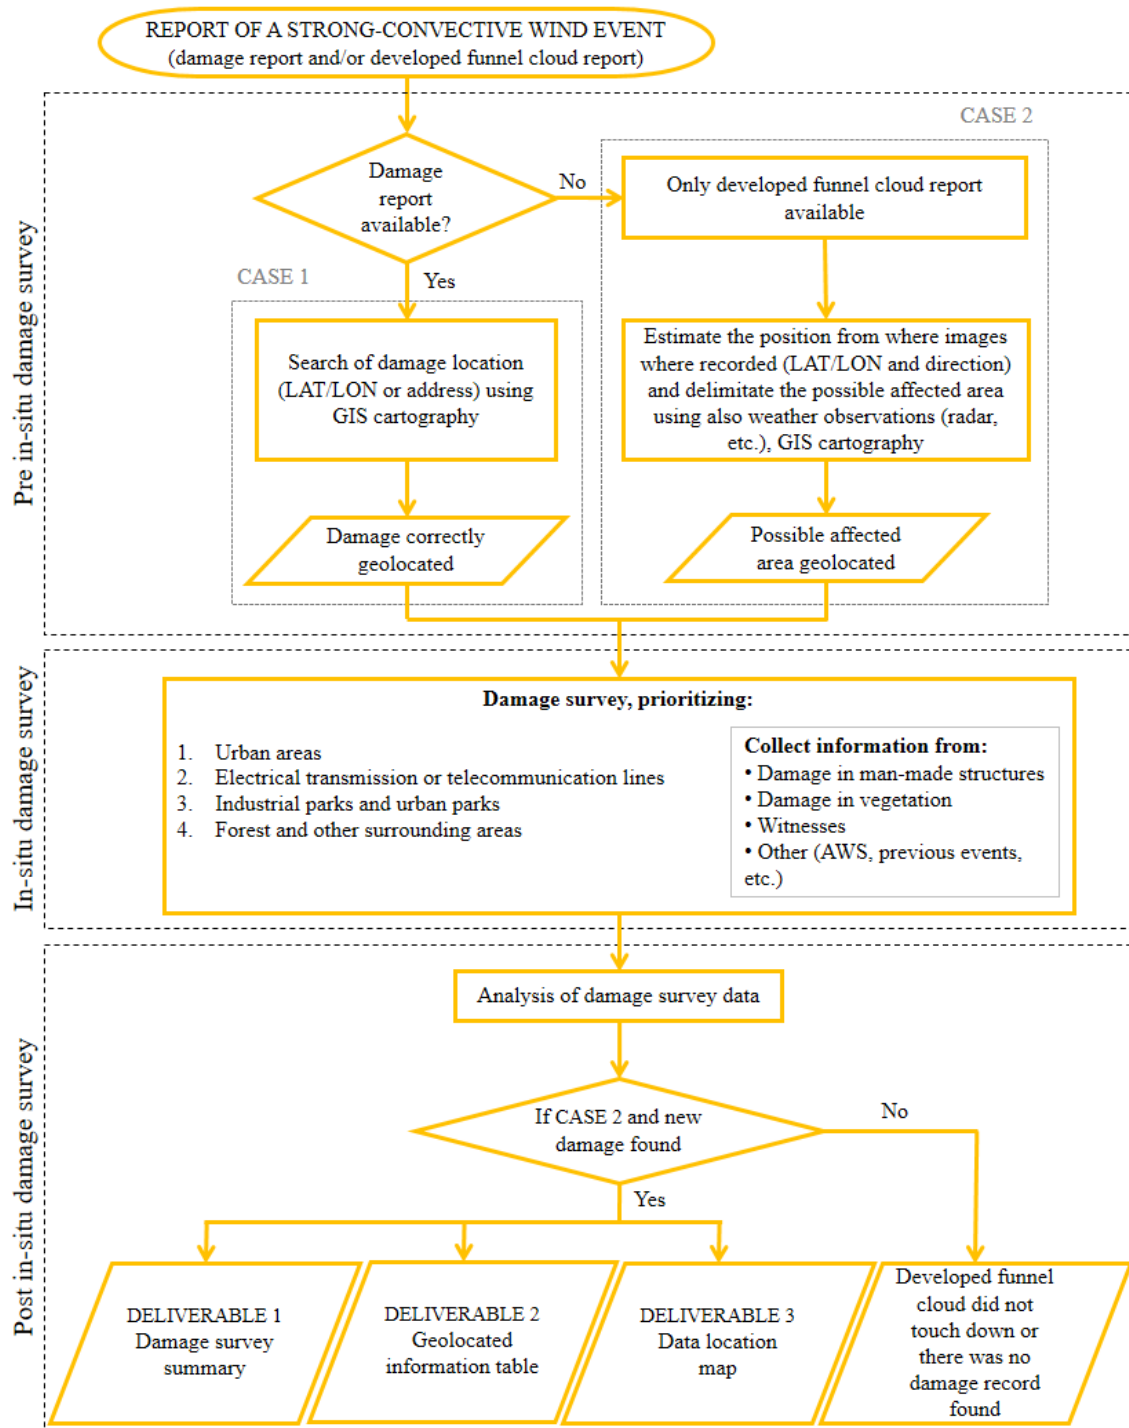 REPORT OF A STRONG-CONVECTIVE WIND EVENT
(damage report and/or developed funnel cloud report)
Pre in-situ damage survey
CASE 2
Damage
report
available?
No
Only developed funnel cloud report
available
CASE 1
Yes
Search of damage location
(LAT/LON or address) using
GIS cartography
Estimate the position from where images
where recorded (LAT/LON and direction)
and delimitate the possible affected area
using also weather observations (radar,
etc.), GIS cartography
Damage correctly
geolocated
Possible affected
area geolocated
In-situ damage survey
Damage survey, prioritizing:
1. Urban areas
2. Electrical transmission or telecommunication lines
3. Industrial parks and urban parks
4. Forest and other surrounding areas
Collect information from:
• Damage in man-made structures
• Damage in vegetation
• Witnesses
• Other (AWS, previous events,
etc.)
Post in-situ damage survey
Analysis of damage survey data
If CASE 2 and new
damage found
No
Yes
DELIVERABLE 1
Damage survey
summary
DELIVERABLE 2
Geolocated
information table
DELIVERABLE 3
Data location
map
Developed funnel
cloud did not
touch down or
there was no
damage record
found